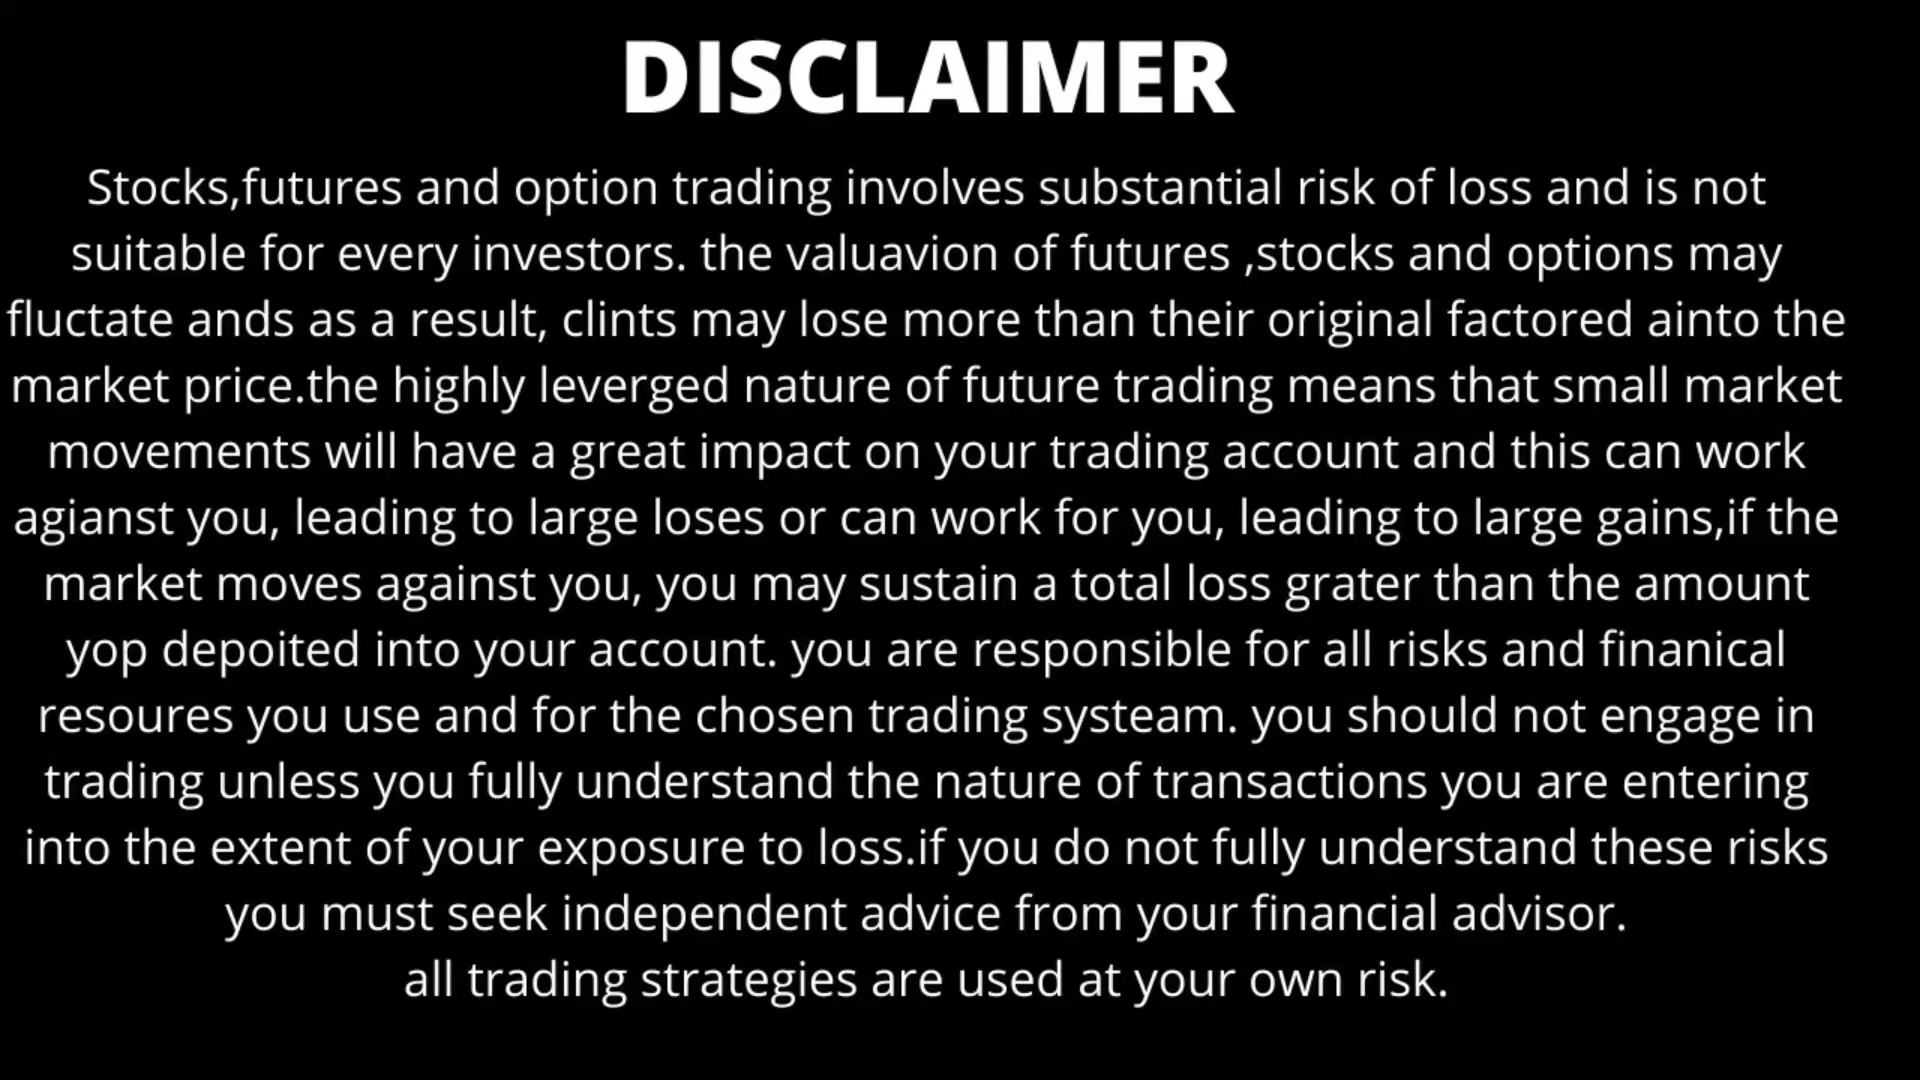 DISCLAIMER
Stocks,futures and option trading involves substantial risk of loss and is not
suitable for every investors. the valuavion of futures ,stocks and options may
fluctate ands as a result, clints may lose more than their original factored ainto the
market price.the highly leverged nature of future trading means that small market
movements will have a great impact on your trading account and this can work
agianst you, leading to large loses or can work for you, leading to large gains,if the
market moves against you, you may sustain a total loss grater than the amount
yop depoited into your account. you are responsible for all risks and finanical
resoures you use and for the chosen trading systeam. you should not engage in
trading unless you fully understand the nature of transactions you are entering
into the extent of your exposure to loss.if you do not fully understand these risks
you must seek independent advice from your financial advisor.
all trading strategies are used at your own risk.